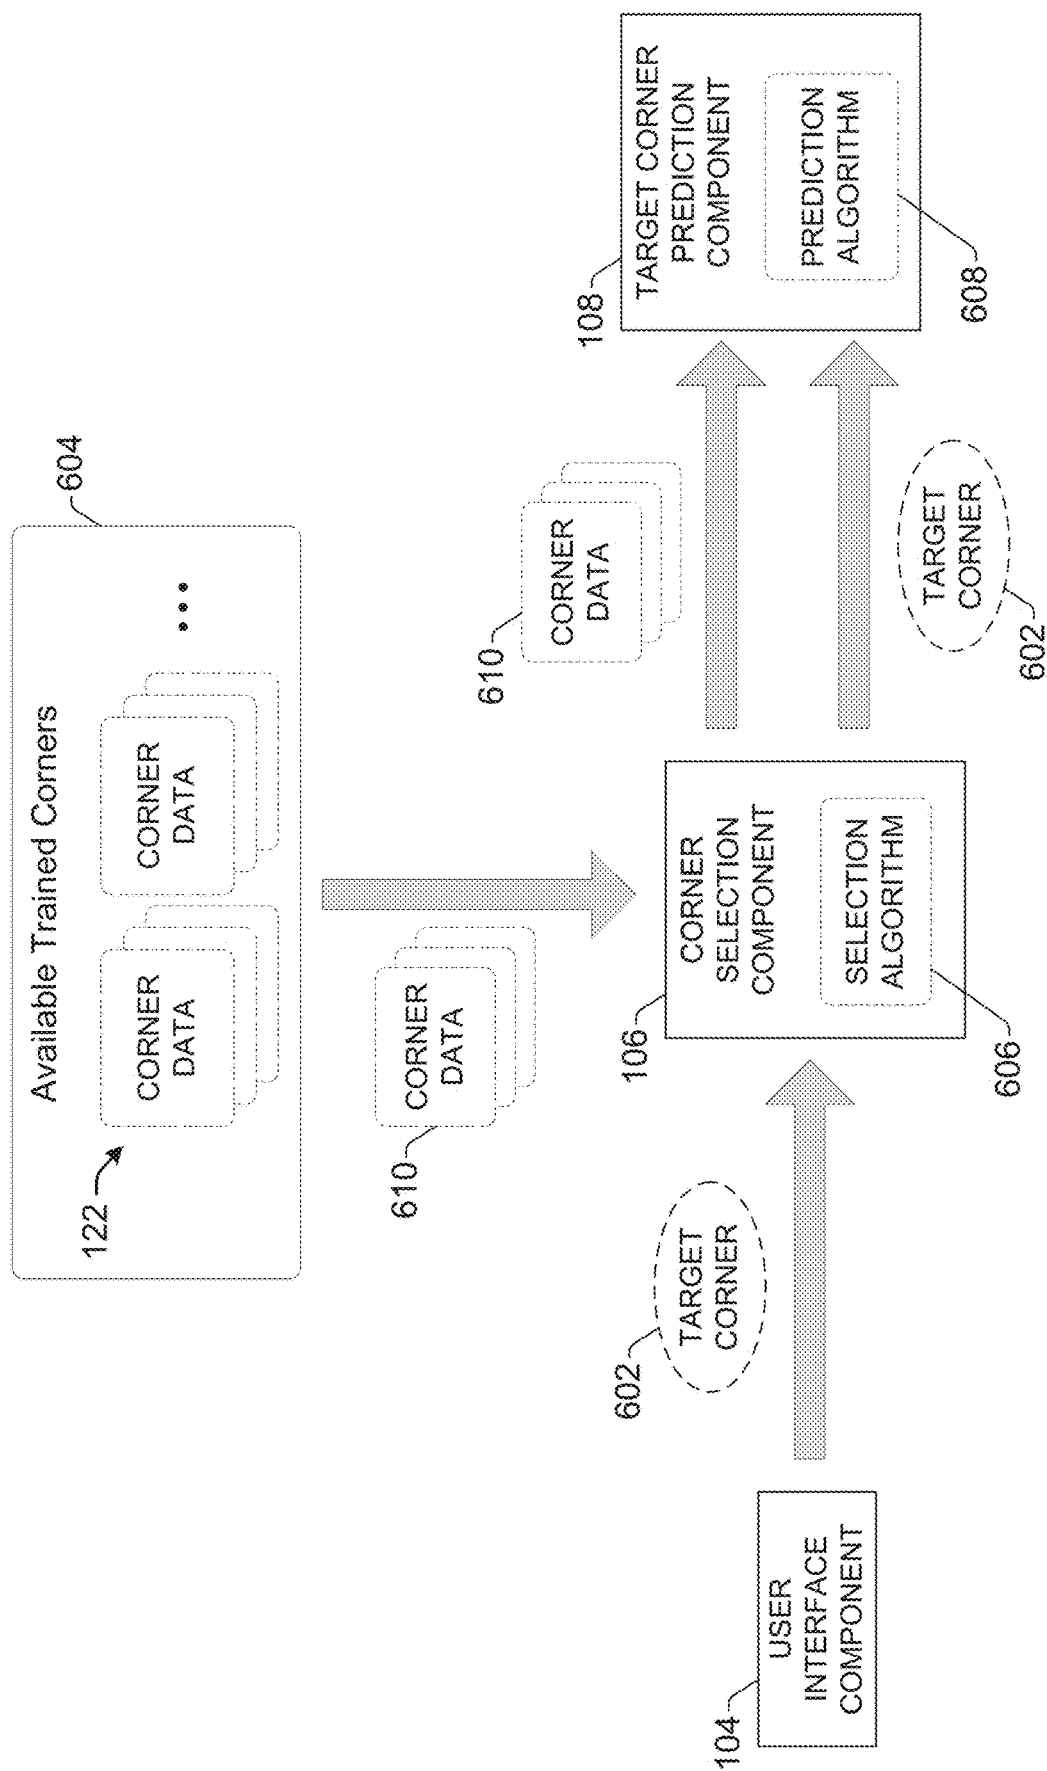 604
Available Trained Corners
122
CORNER
DATA
CORNER
DATA
...
610
CORNER
DATA
610
CORNER
DATA
108
TARGET CORNER
PREDICTION
COMPONENT
PREDICTION
ALGORITHM
608
602
TARGET
CORNER
106
CORNER
SELECTION
COMPONENT
SELECTION
ALGORITHM
606
602
TARGET
CORNER
104
USER
INTERFACE
COMPONENT